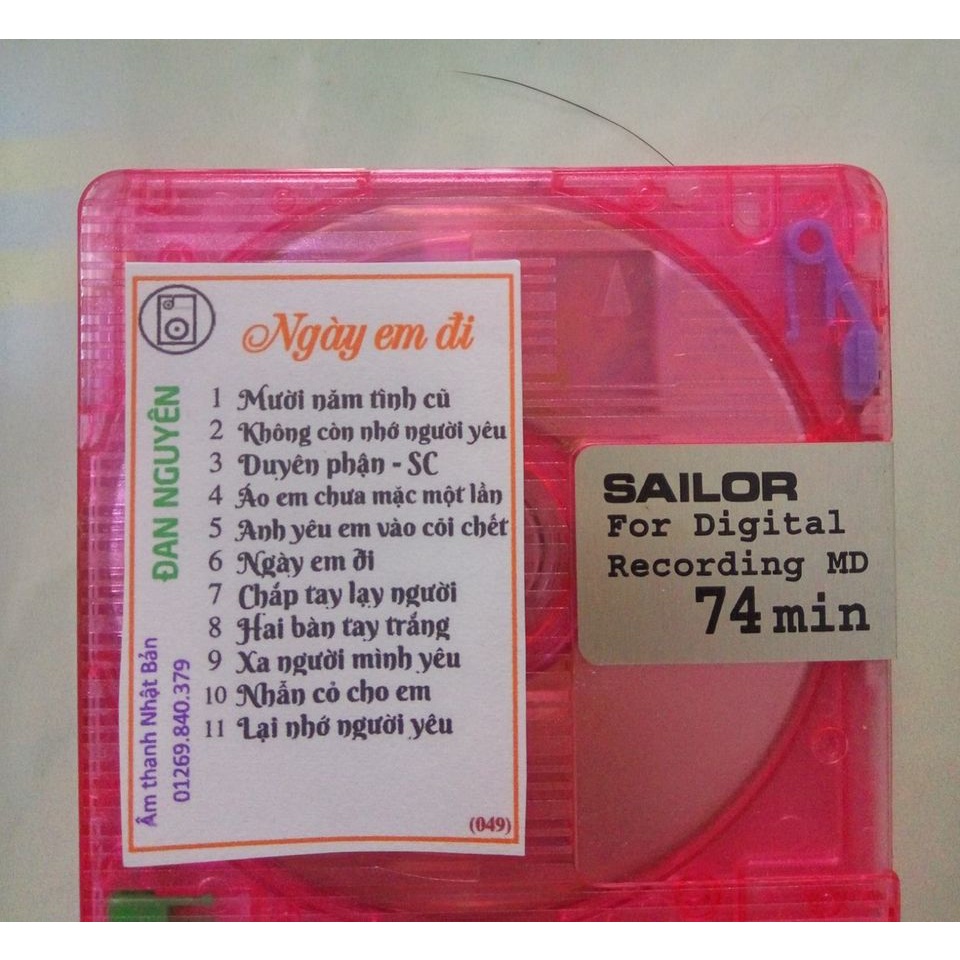 Ngày em đi
ĐAN NGUYÊN
1 Mười năm tình cũ
2 Không còn nhớ người yêu
3 Duyên phận - SC
4 Áo em chưa mặc một lần
5 Anh yêu em vào cõi chết
6 Ngày em đi
7 Chắp tay lạy người
8 Hai bàn tay trắng
9 Xa người mình yêu
10 Nhẫn cỏ cho em
11 Lại nhớ người yêu
Âm thanh Nhật Bản
01269.840.379
(049)
SAILOR
For Digital
Recording MD
74 min